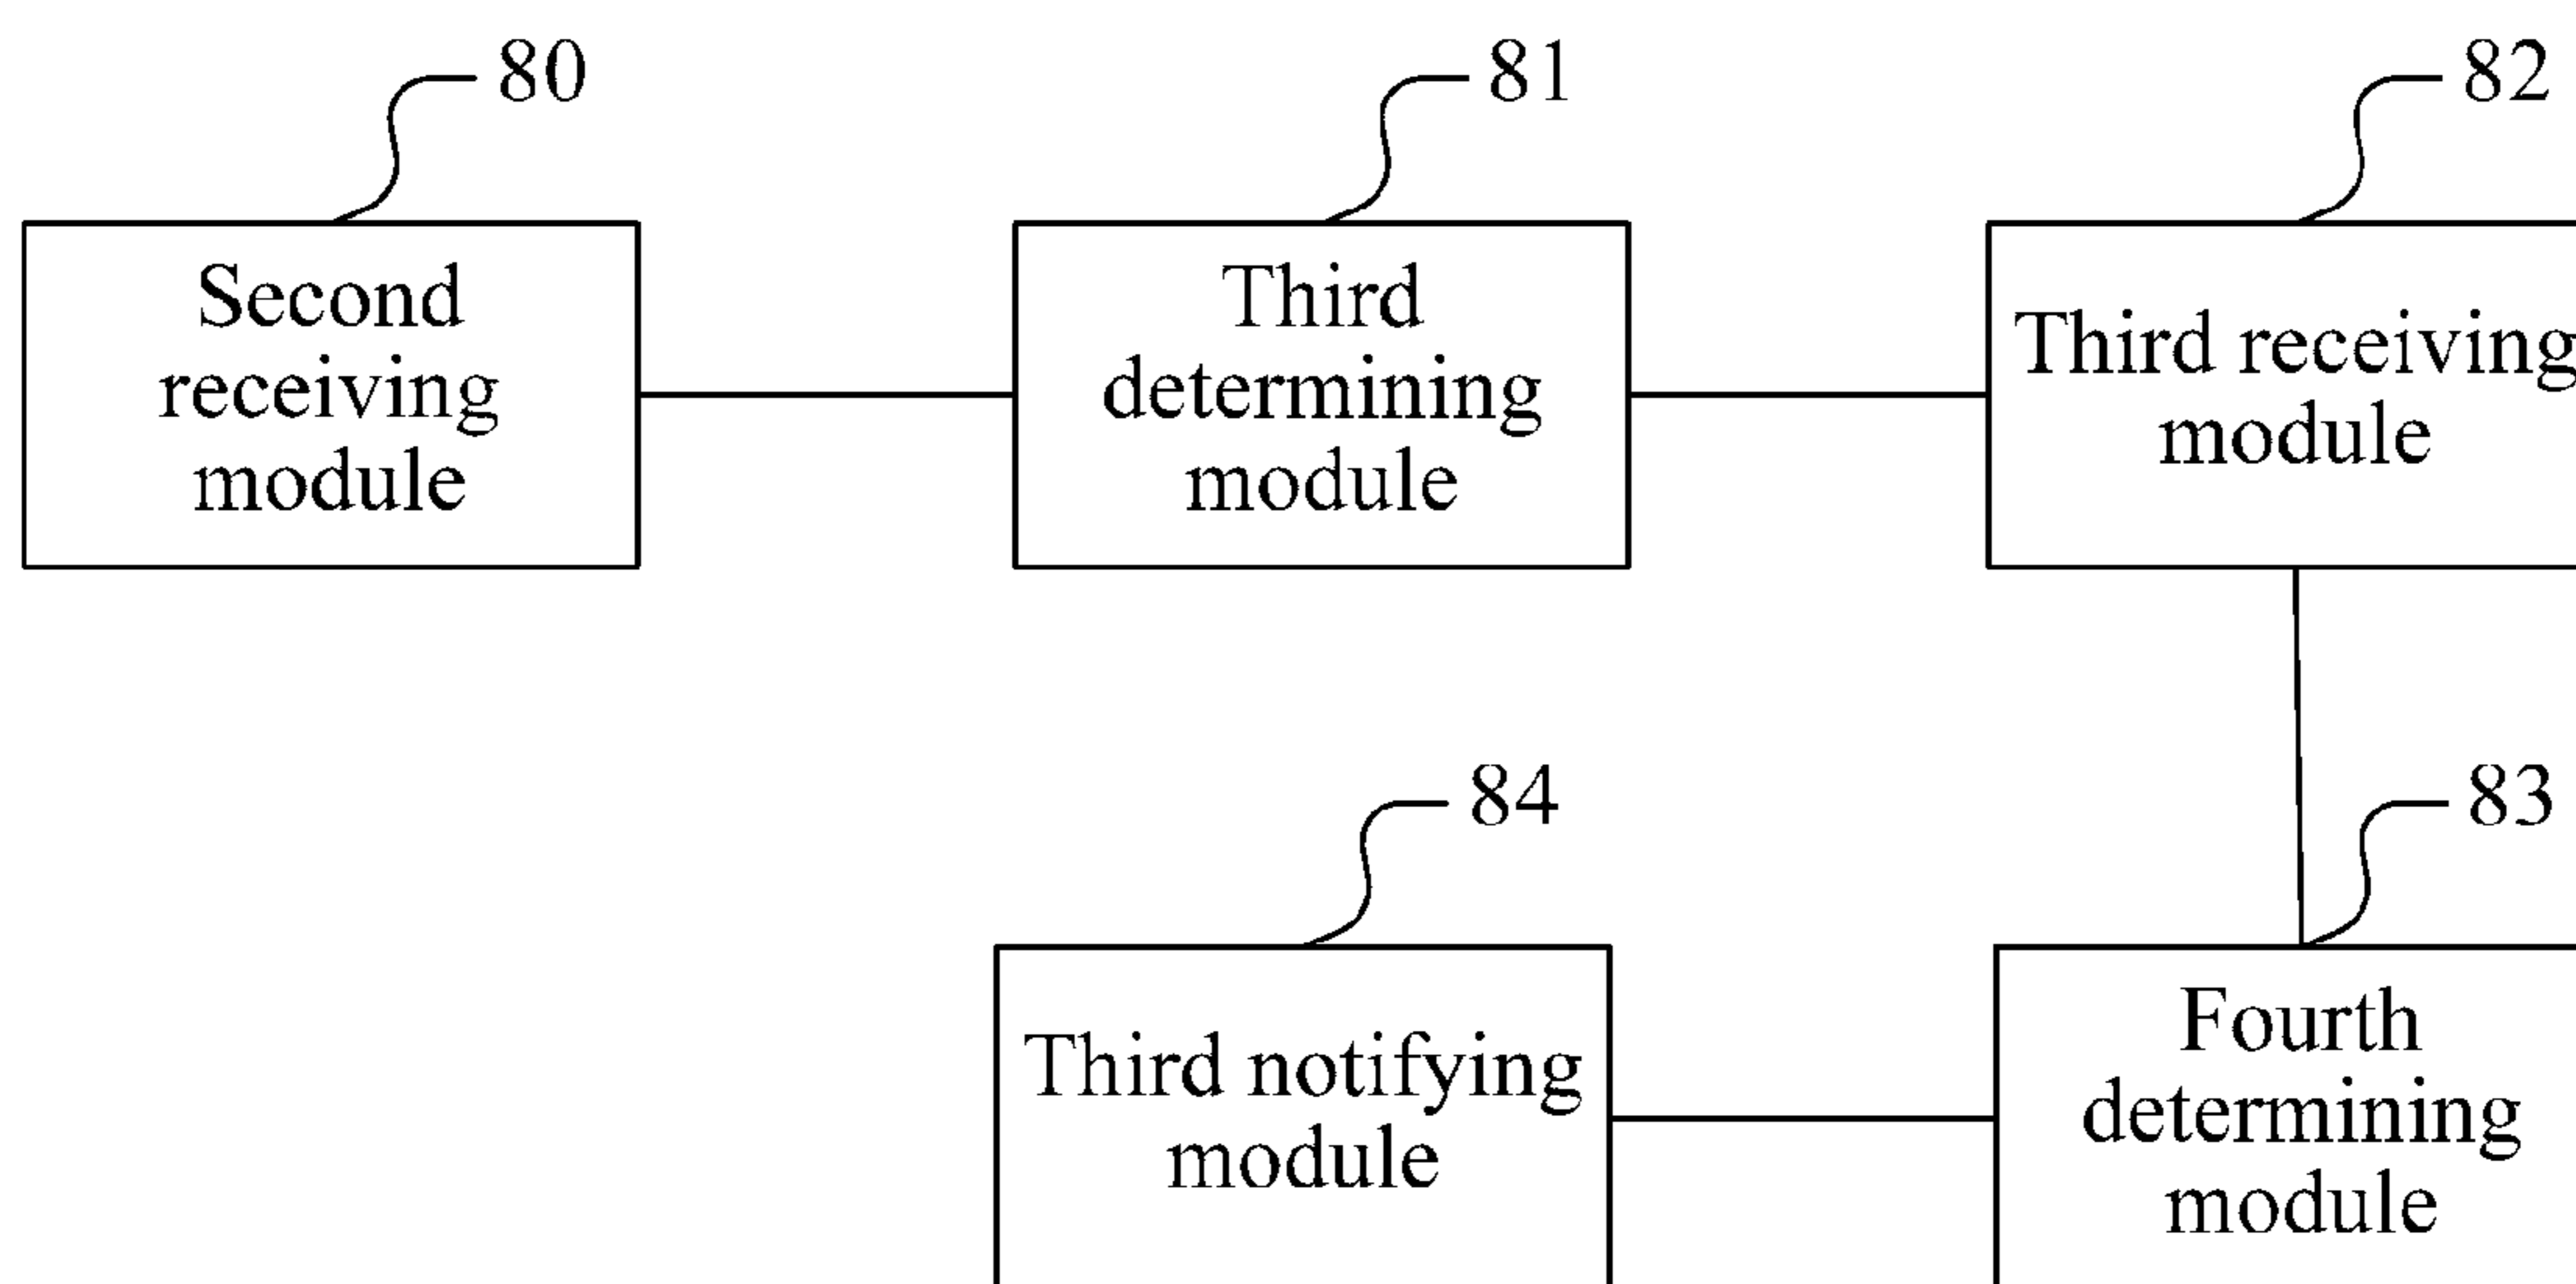 80
81
82
Second
receiving
module
Third
determining
module
Third receiving
module
84
83
Third notifying
module
Fourth
determining
module